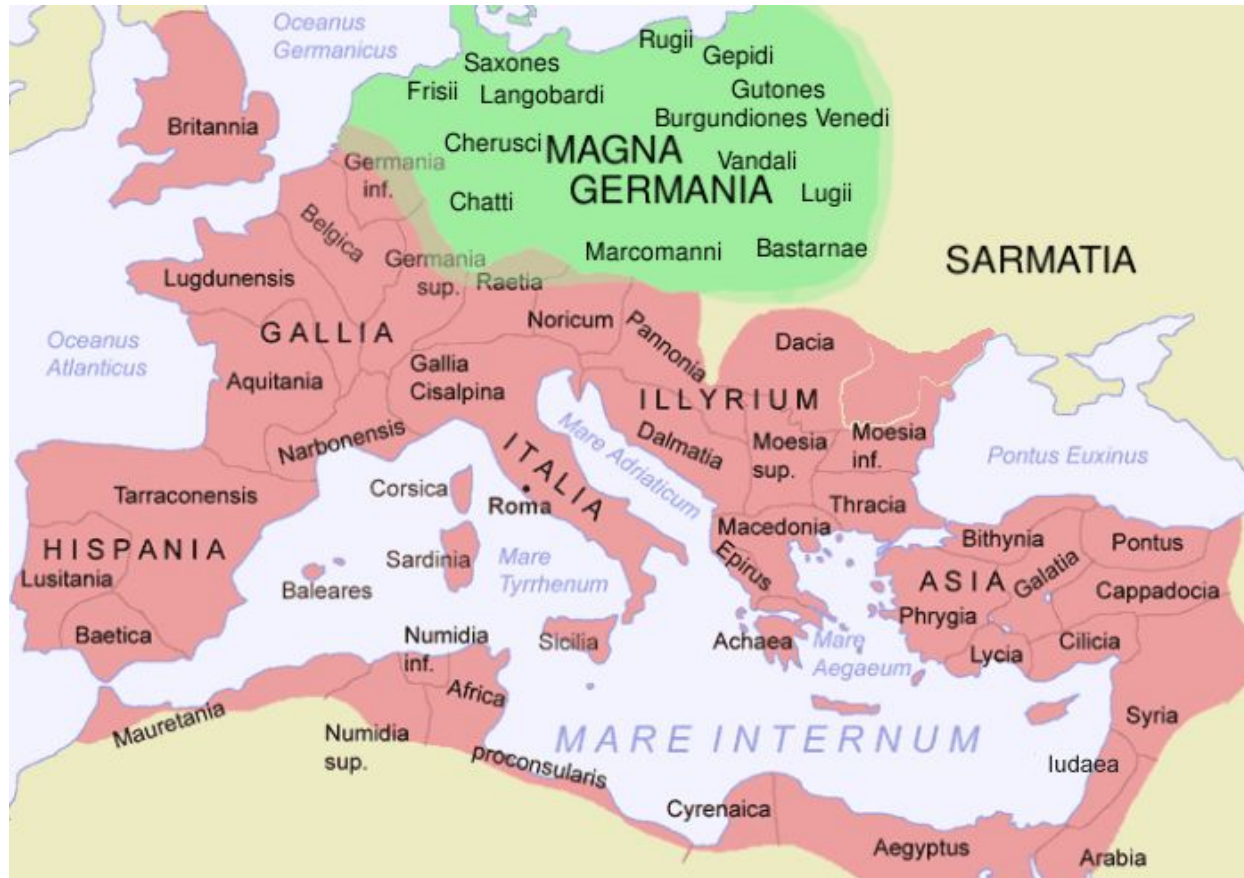 Oceanus
Germanicus
Rugii
Gepidi
Saxones
Frisii
Langobardi
Gutones
Burgundiones
Venedi
Britannia
Cherusci
MAGNA
GERMANIA
Vandali
Germania
inf.
Chatti
Lugii
Belgica
Marcomanni
Bastarnae
SARMATIA
Lugdunensis
Germania
sup.
Raetia
GALLIA
Noricum
Pannonia
Dacia
Oceanus
Atlanticus
Aquitania
Gallia
Cisalpina
ILLYRIUM
Narbonensis
ITALIA
Mare Adriaticum
Dalmatia
Moesia
sup.
Moesia
inf.
Pontus Euxinus
Tarraconensis
Corsica
Roma
Thracia
HISPANIA
Lusitania
Sardinia
Mare
Tyrrhenum
Macedonia
Epirus
Bithynia
Pontus
Baleares
ASIA
Galatia
Cappadocia
Phrygia
Baetica
Numidia
inf.
Sicilia
Achaea
Mare
Aegaeum
Lycia
Cilicia
Africa
proconsularis
Mauretania
Numidia
sup.
MARE INTERNUM
Syria
Iudaea
Cyrenaica
Aegyptus
Arabia